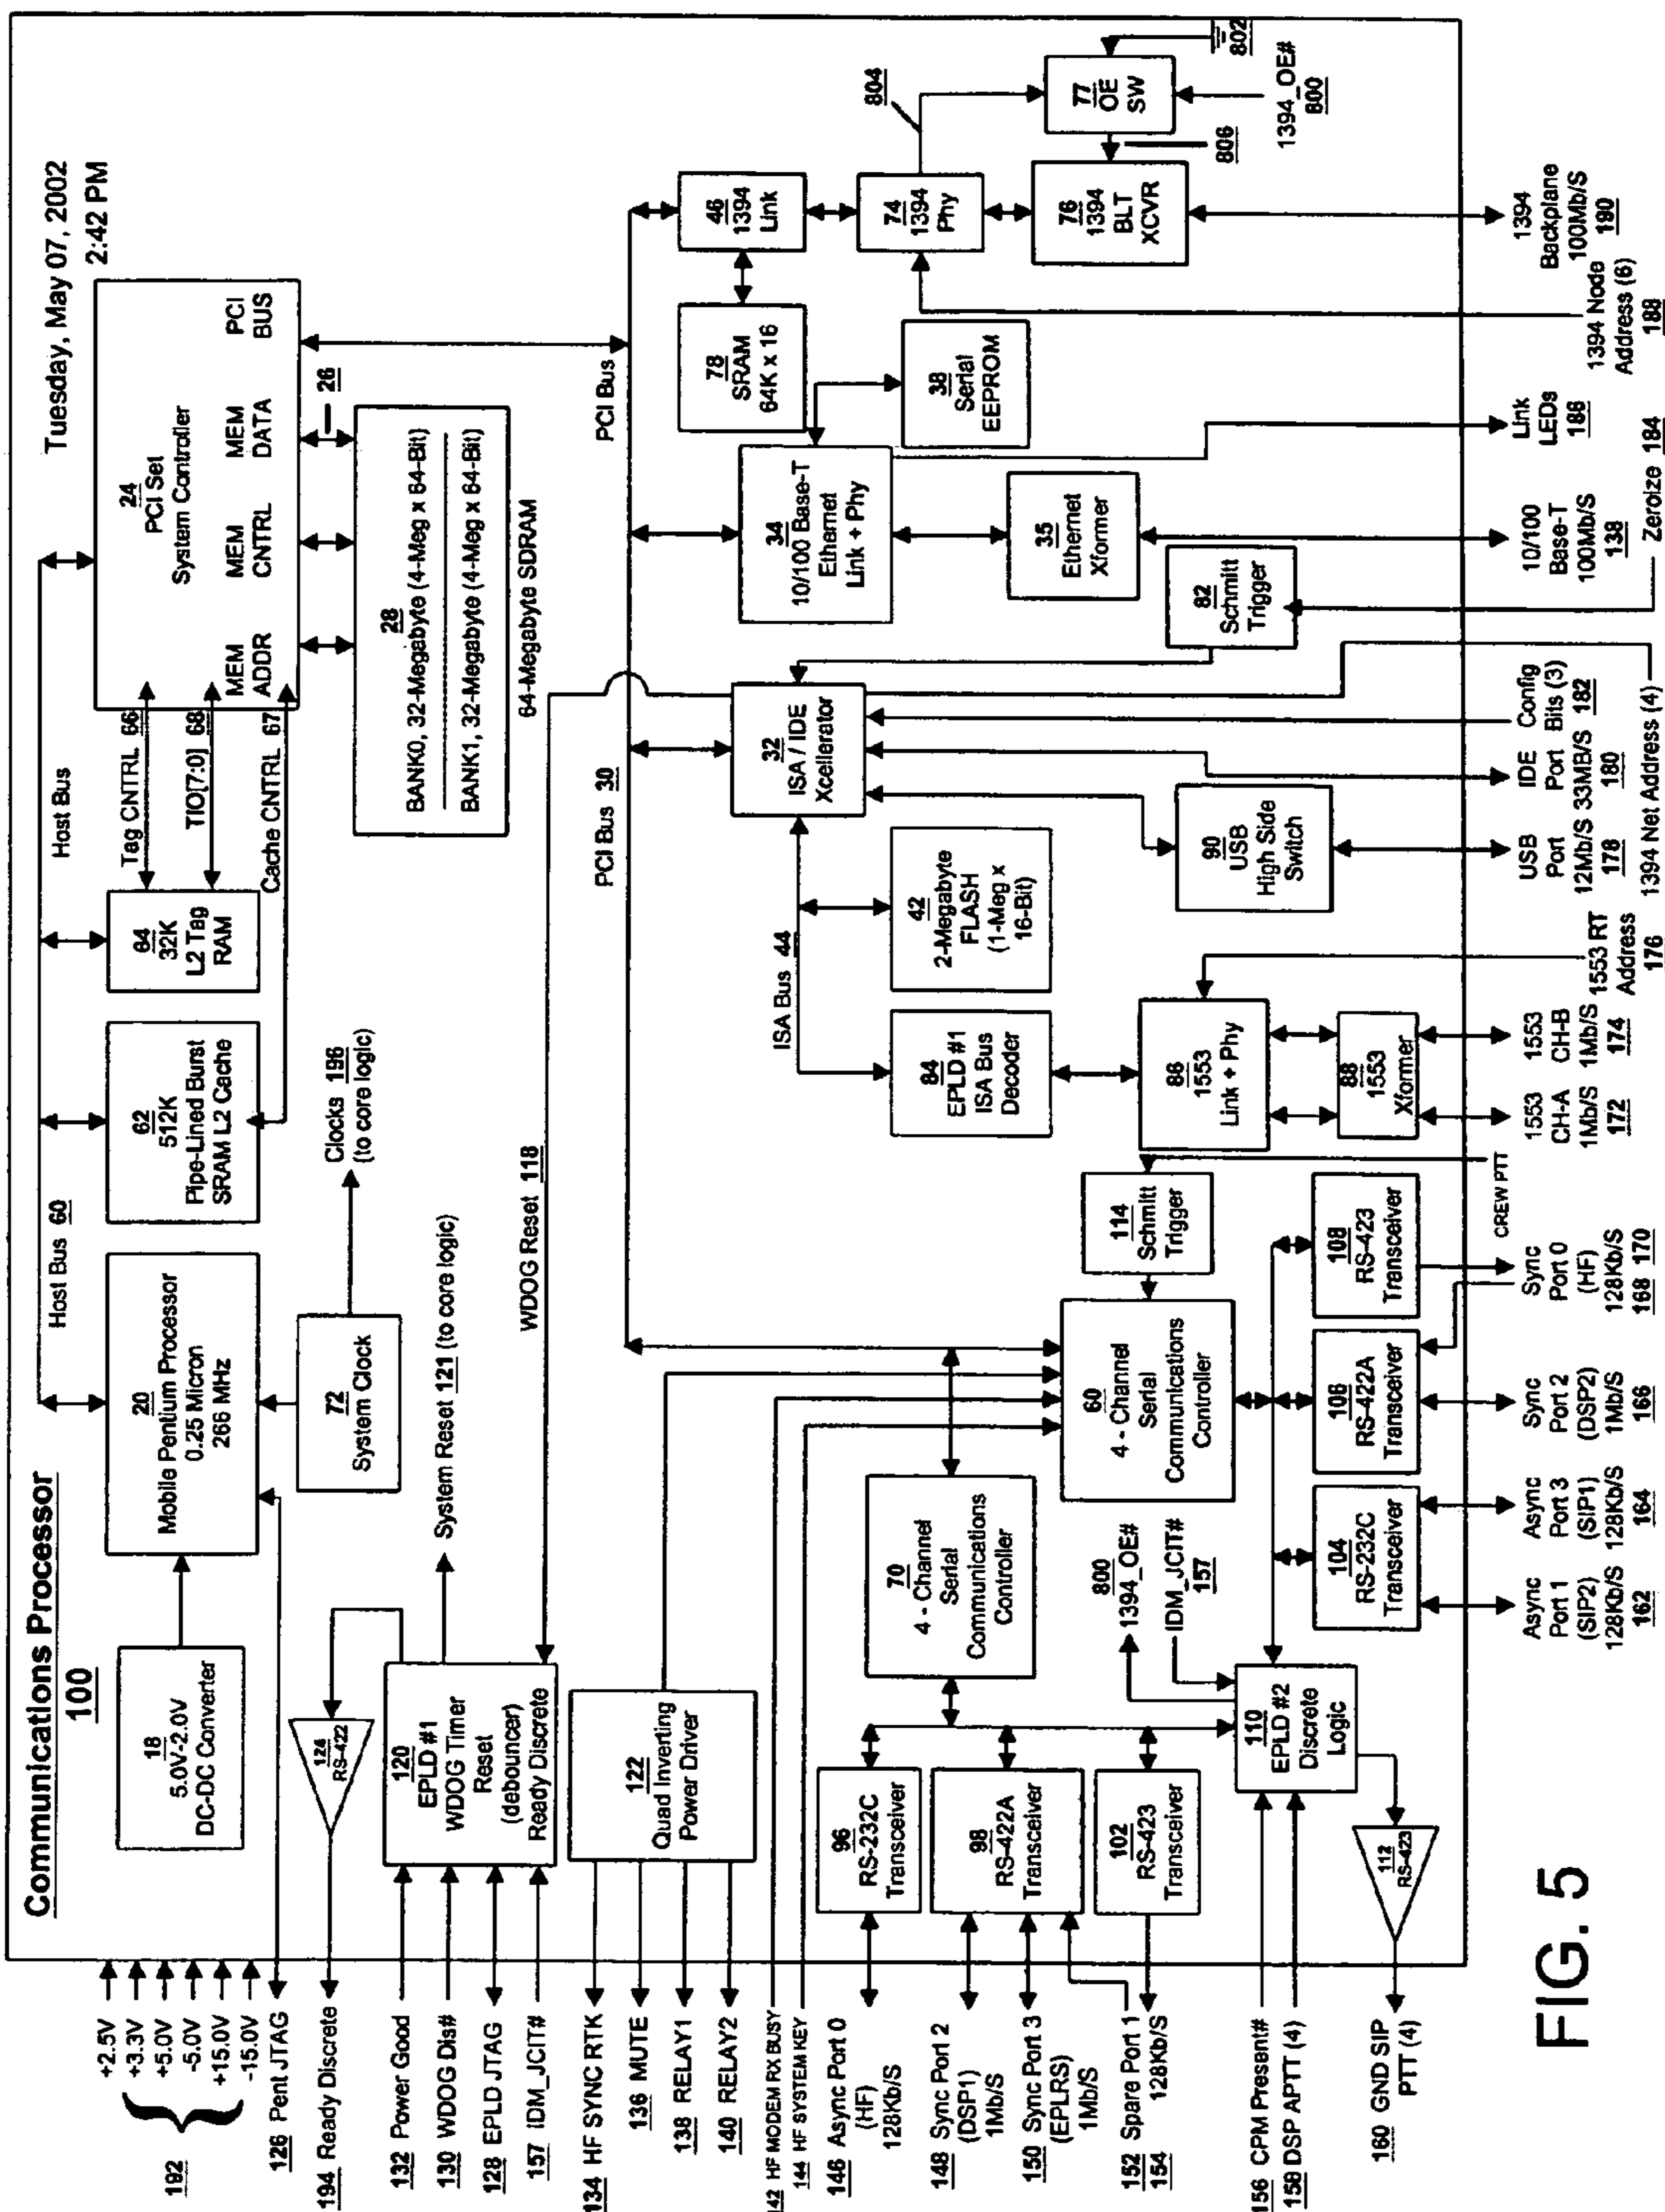 Communications Processor
100
Tuesday, May 07, 2002
2:42 PM
+2.5V
+3.3V
+5.0V
-5.0V
+15.0V
-15.0V
192
126 Pent JTAG
194 Ready Discrete
132 Power Good
130 WDOG Dis#
128 EPLD JTAG
157 IDM_JCIT#
134 HF SYNC RTK
136 MUTE
138 RELAY1
140 RELAY2
142 HF MODEM RX BUSY
144 HF SYSTEM KEY
146 Async Port 0
(HF)
128Kb/S
148 Sync Port 2
(DSP1)
1Mb/S
150 Sync Port 3
(EPLRS)
1Mb/S
152 Spare Port 1
154 128Kb/S
156 CPM Present#
158 DSP APTT (4)
160 GND SIP
PTT (4)
18
5.0V-2.0V
DC-DC Converter
20
Mobile Pentium Processor
0.25 Micron
266 MHz
Host Bus 60
62
512K
Pipe-Lined Burst
SRAM L2 Cache
64
32K
L2 Tag
RAM
Host Bus
Tag CNTRL 66
TIO[7:0] 68
Cache CNTRL 67
24
PCI Set
System Controller
MEM
ADDR
MEM
CNTRL
MEM
DATA
PCI
BUS
26
28
BANK0, 32-Megabyte (4-Meg x 64-Bit)
BANK1, 32-Megabyte (4-Meg x 64-Bit)
64-Megabyte SDRAM
72
System Clock
Clocks 196
(to core logic)
124
RS-422
120
EPLD #1
WDOG Timer
Reset
(debouncer)
Ready Discrete
System Reset 121 (to core logic)
WDOG Reset 118
122
Quad Inverting
Power Driver
PCI Bus 30
PCI Bus
96
RS-232C
Transceiver
98
RS-422A
Transceiver
102
RS-423
Transceiver
70
4 - Channel
Serial
Communications
Controller
60
4 - Channel
Serial
Communications
Controller
114
Schmitt
Trigger
800
1394_OE#
IDM_JCIT#
157
110
EPLD #2
Discrete
Logic
112
RS-423
104
RS-232C
Transceiver
106
RS-422A
Transceiver
108
RS-423
Transceiver
CREW PTT
ISA Bus 44
84
EPLD #1
ISA Bus
Decoder
42
2-Megabyte
FLASH
(1-Meg x
16-Bit)
32
ISA / IDE
Xcellerator
86
1553
Link + Phy
88
1553
Xformer
90
USB
High Side
Switch
82
Schmitt
Trigger
34
10/100 Base-T
Ethernet
Link + Phy
35
Ethernet
Xformer
38
Serial
EEPROM
78
SRAM
64K x 16
46
1394
Link
74
1394
Phy
76
1394
BLT
XCVR
77
OE
SW
804
806
802
1394_OE#
800
Async
Port 1
(SIP2)
128Kb/S
162
Async
Port 3
(SIP1)
128Kb/S
164
Sync
Port 2
(DSP2)
1Mb/S
166
Sync
Port 0
(HF)
128Kb/S
168 170
1553
CH-A
1Mb/S
172
1553
CH-B
1Mb/S
174
1553 RT
Address
176
USB
Port
12Mb/S
178
IDE
Port
33MB/S
180
Config
Bits (3)
182
1394 Net Address (4)
Zeroize 184
10/100
Base-T
100Mb/S
138
Link
LEDs
186
1394 Node
Address (6)
188
1394
Backplane
100Mb/S
190
FIG. 5